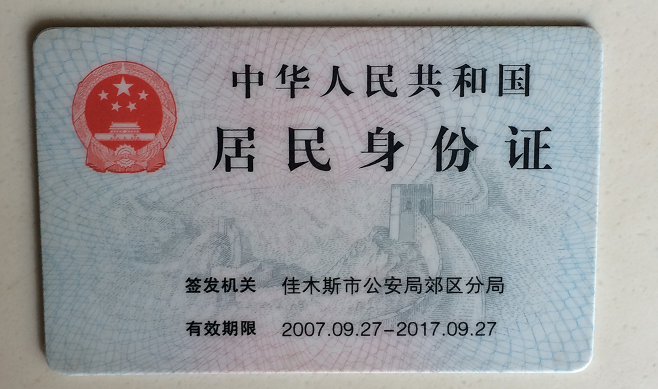 中华人民共和国
居民身份证
签发机关 佳木斯市公安局郊区分局
有效期限 2007.09.27-2017.09.27